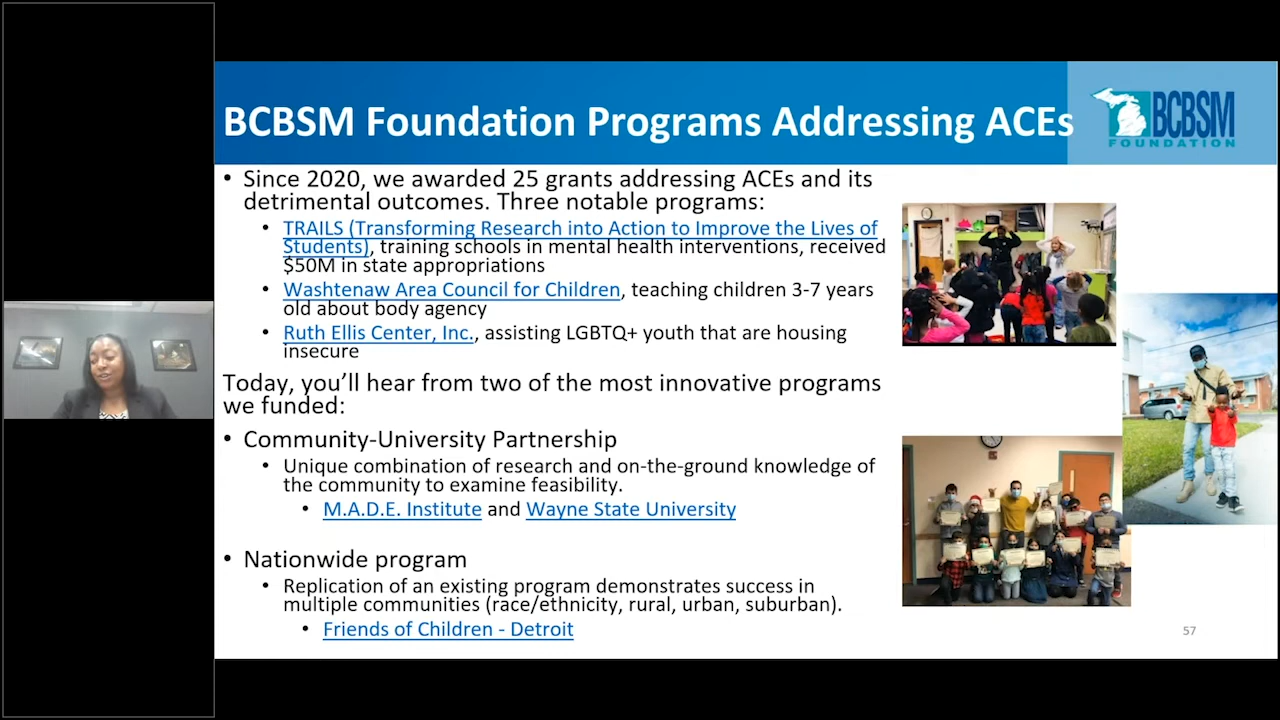 BCBSM Foundation Programs Addressing ACEs
BCBSM
FOUNDATION
• Since 2020, we awarded 25 grants addressing ACEs and its
detrimental outcomes. Three notable programs:
• TRAILS (Transforming Research into Action to Improve the Lives of
Students), training schools in mental health interventions, received
$50M in state appropriations
• Washtenaw Area Council for Children, teaching children 3-7 years
old about body agency
• Ruth Ellis Center, Inc., assisting LGBTQ+ youth that are housing
insecure
Today, you'll hear from two of the most innovative programs
we funded:
• Community-University Partnership
• Unique combination of research and on-the-ground knowledge of
the community to examine feasibility.
• M.A.D.E. Institute and Wayne State University
• Nationwide program
• Replication of an existing program demonstrates success in
multiple communities (race/ethnicity, rural, urban, suburban).
• Friends of Children - Detroit
57